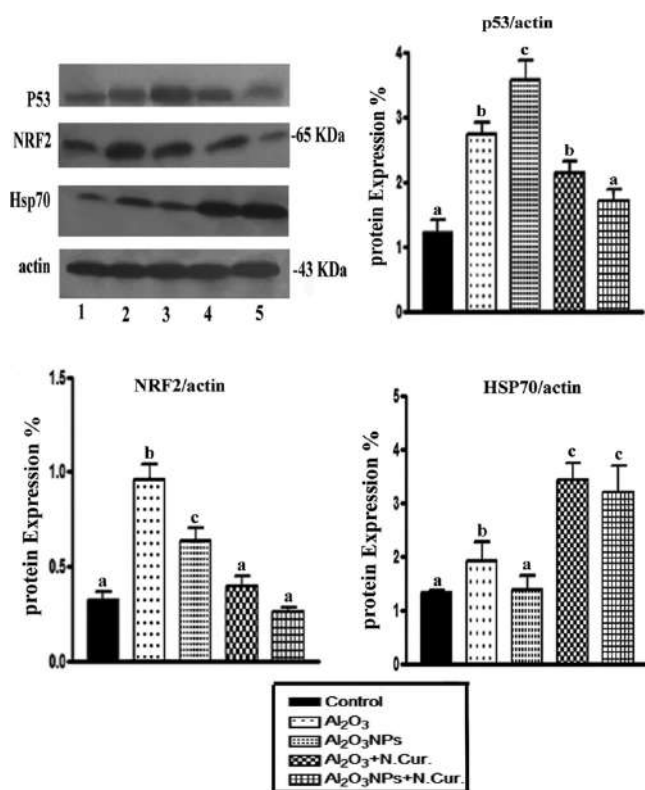 P53
NRF2
-65 KDa
Hsp70
actin
-43 KDa
1 2 3 4 5
p53/actin
protein Expression %
4
3
2
1
0
a
b
c
b
a
NRF2/actin
protein Expression %
1.5
1.0
0.5
0.0
a
b
c
a
a
HSP70/actin
protein Expression %
5
4
3
2
1
0
a
b
a
c
c
Control
Al₂O₃
Al₂O₃NPs
Al₂O₃+N.Cur.
Al₂O₃NPs+N.Cur.